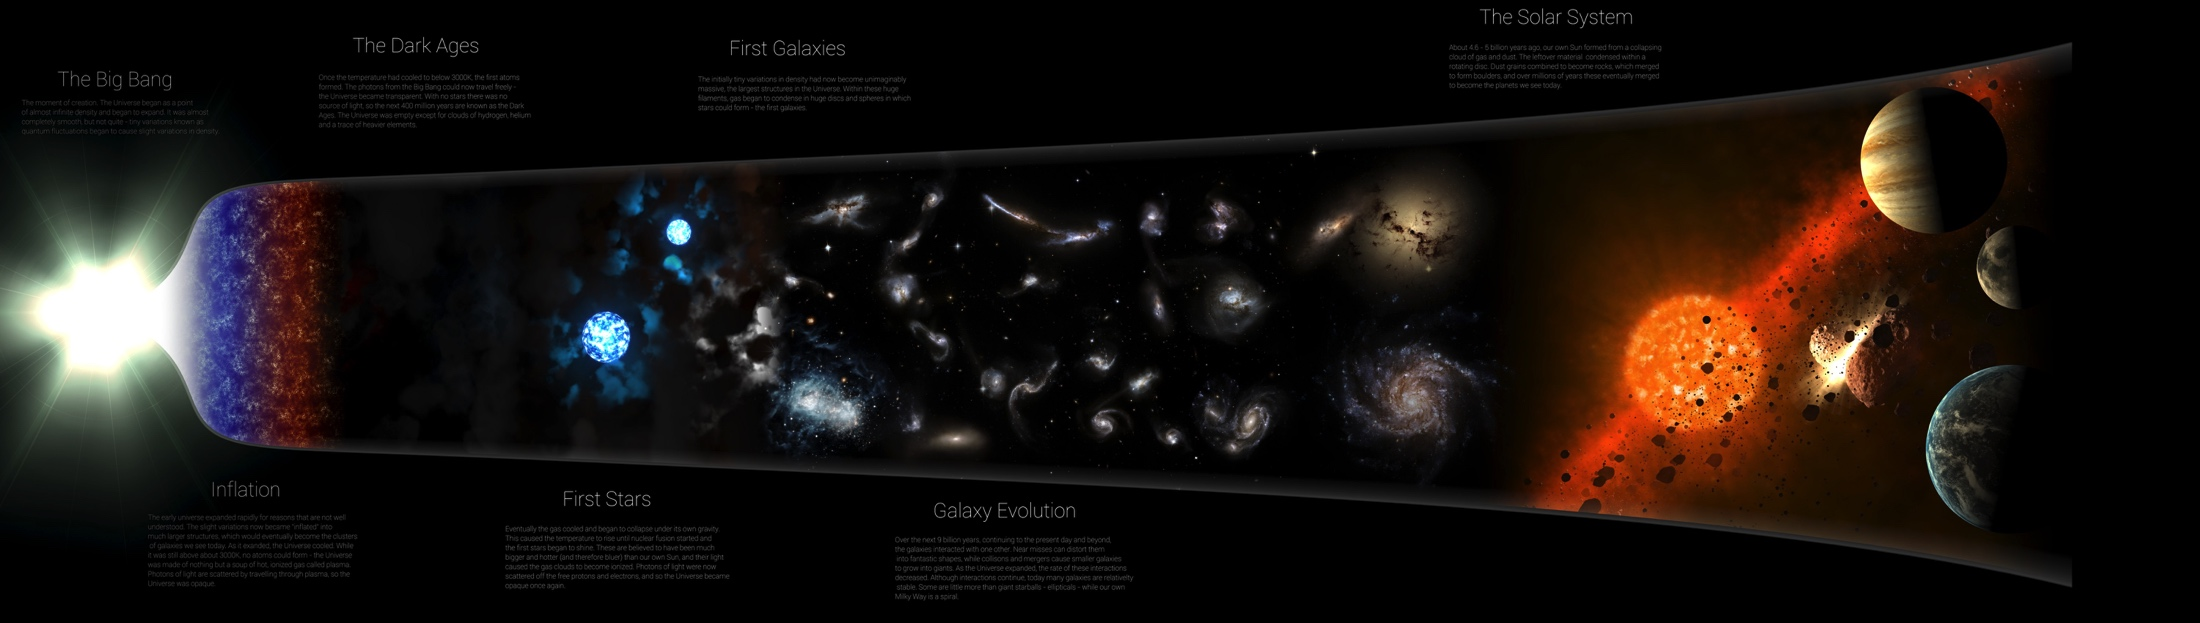 The Big Bang
The moment of creation. The Universe began as a point
of almost infinite density and began to expand. It was almost
completely smooth, but not quite - tiny variations known as
quantum fluctuations began to cause slight variations in density
The Dark Ages
Once the temperature had cooled to below 3000K, the first atoms
formed. The photons from the Big Bang could now travel freely -
the Universe became transparent. With no stars there was no
source of light, so the next 400 million years are known as the Dark
Ages. The Universe was empty except for clouds of hydrogen, helium
and a trace of heavier elements.
First Galaxies
The initially tiny variations in density had now become unimaginably
massive, the largest structures in the Universe. Within these huge
filaments, gas began to condense in huge discs and spheres in which
stars could form - the first galaxies.
The Solar System
About 4.6 - 5 billion years ago, our own Sun formed from a collapsing
cloud of gas and dust. The leftover material condensed within a
rotating disc. Dust grains combined to become rocks, which merged
to form boulders, and over millions of years these eventually merged
to become the planets we see today.
Inflation
The early universe expanded rapidly for reasons that are not well
understood. The slight variations now became "inflated" into
much larger structures, which would eventually become the clusters
of galaxies we see today. As it exanded, the Universe cooled. While
it was still above about 3000K, no atoms could form - the Universe
was made of nothing but a soup of hot, ionized gas called plasma.
Photons of light are scattered by travelling through plasma, so the
Universe was opaque.
First Stars
Eventually the gas cooled and began to collapse under its own gravity.
This caused the temperature to rise until nuclear fusion started and
the first stars began to shine. These are believed to have been much
bigger and hotter (and therefore bluer) than our own Sun, and their light
caused the gas clouds to become ionized. Photons of light were now
scattered off the free protons and electrons, and so the Universe became
opaque once again.
Galaxy Evolution
Over the next 9 billion years, continuing to the present day and beyond,
the galaxies interacted with one other. Near misses can distort them
into fantastic shapes, while collisions and mergers cause smaller galaxies
to grow into giants. As the Universe expanded, the rate of these interactions
decreased. Although interactions continue, today many galaxies are relativelty
stable. Some are little more than giant starballs - ellipticals - while our own
Milky Way is a spiral.